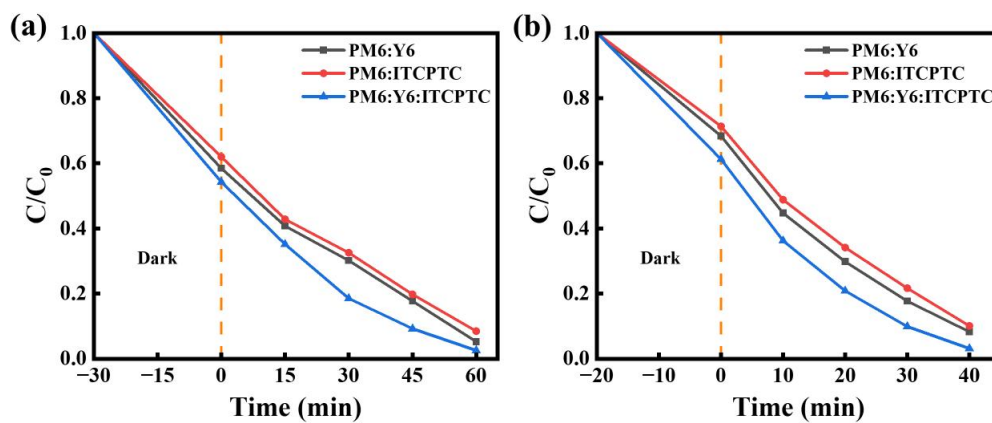 (a)
C/C₀
1.0
0.8
0.6
0.4
0.2
0.0
PM6:Y6
PM6:ITCPTC
PM6:Y6:ITCPTC
Dark
−30 −15 0 15 30 45 60
Time (min)
(b)
C/C₀
1.0
0.8
0.6
0.4
0.2
0.0
PM6:Y6
PM6:ITCPTC
PM6:Y6:ITCPTC
Dark
−20 −10 0 10 20 30 40
Time (min)